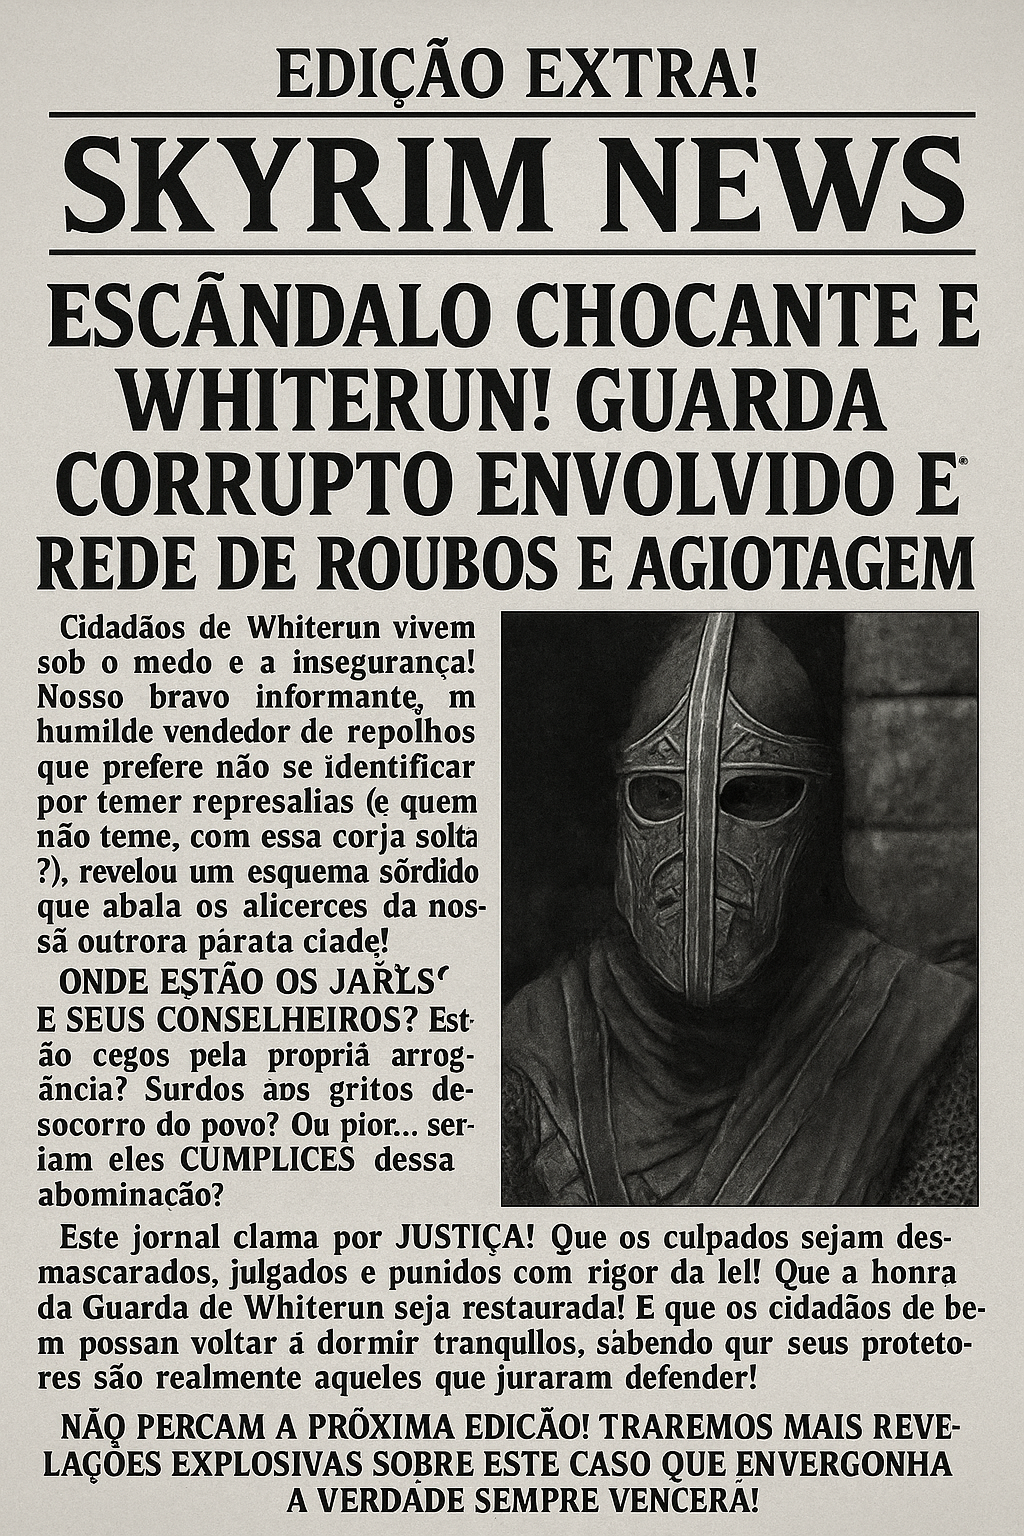 EDIÇÃO EXTRA!
SKYRIM NEWS
ESCÃNDALO CHOCANTE E
WHITERUN! GUARDA
CORRUPTO ENVOLVIDO E
REDE DE ROUBOS E AGIOTAGEM
Cidadãos de Whiterun vivem
sob o medo e a insegurança!
Nosso bravo informante, m
humilde vendedor de repolhos
que prefere não se identificar
por temer represalias (e quem
não teme, com essa corja solta
?), revelou um esquema sõrdido
que abala os alicerces da nos-
sã outrora párata ciade!
ONDE ESTÃO OS JARLS'
E SEUS CONSELHEIROS? Est-
ão cegos pela propriã arrog-
ãncia? Surdos aos gritos de-
socorro do povo? Ou pior... ser-
iam eles CUMPLICES dessa
abominação?
Este jornal clama por JUSTIÇA! Que os culpados sejam des-
mascarados, julgados e punidos com rigor da lel! Que a honra
da Guarda de Whiterun seja restaurada! E que os cidadãos de be-
m possan voltar á dormir tranqullos, sabendo qur seus proteto-
res são realmente aqueles que juraram defender!
NÃO PERCAM A PRÕXIMA EDICÃO! TRAREMOS MAIS REVE-
LAÇÕES EXPLOSIVAS SOBRE ESTE CASO QUE ENVERGONHA
A VERDADE SEMPRE VENCERÁ!